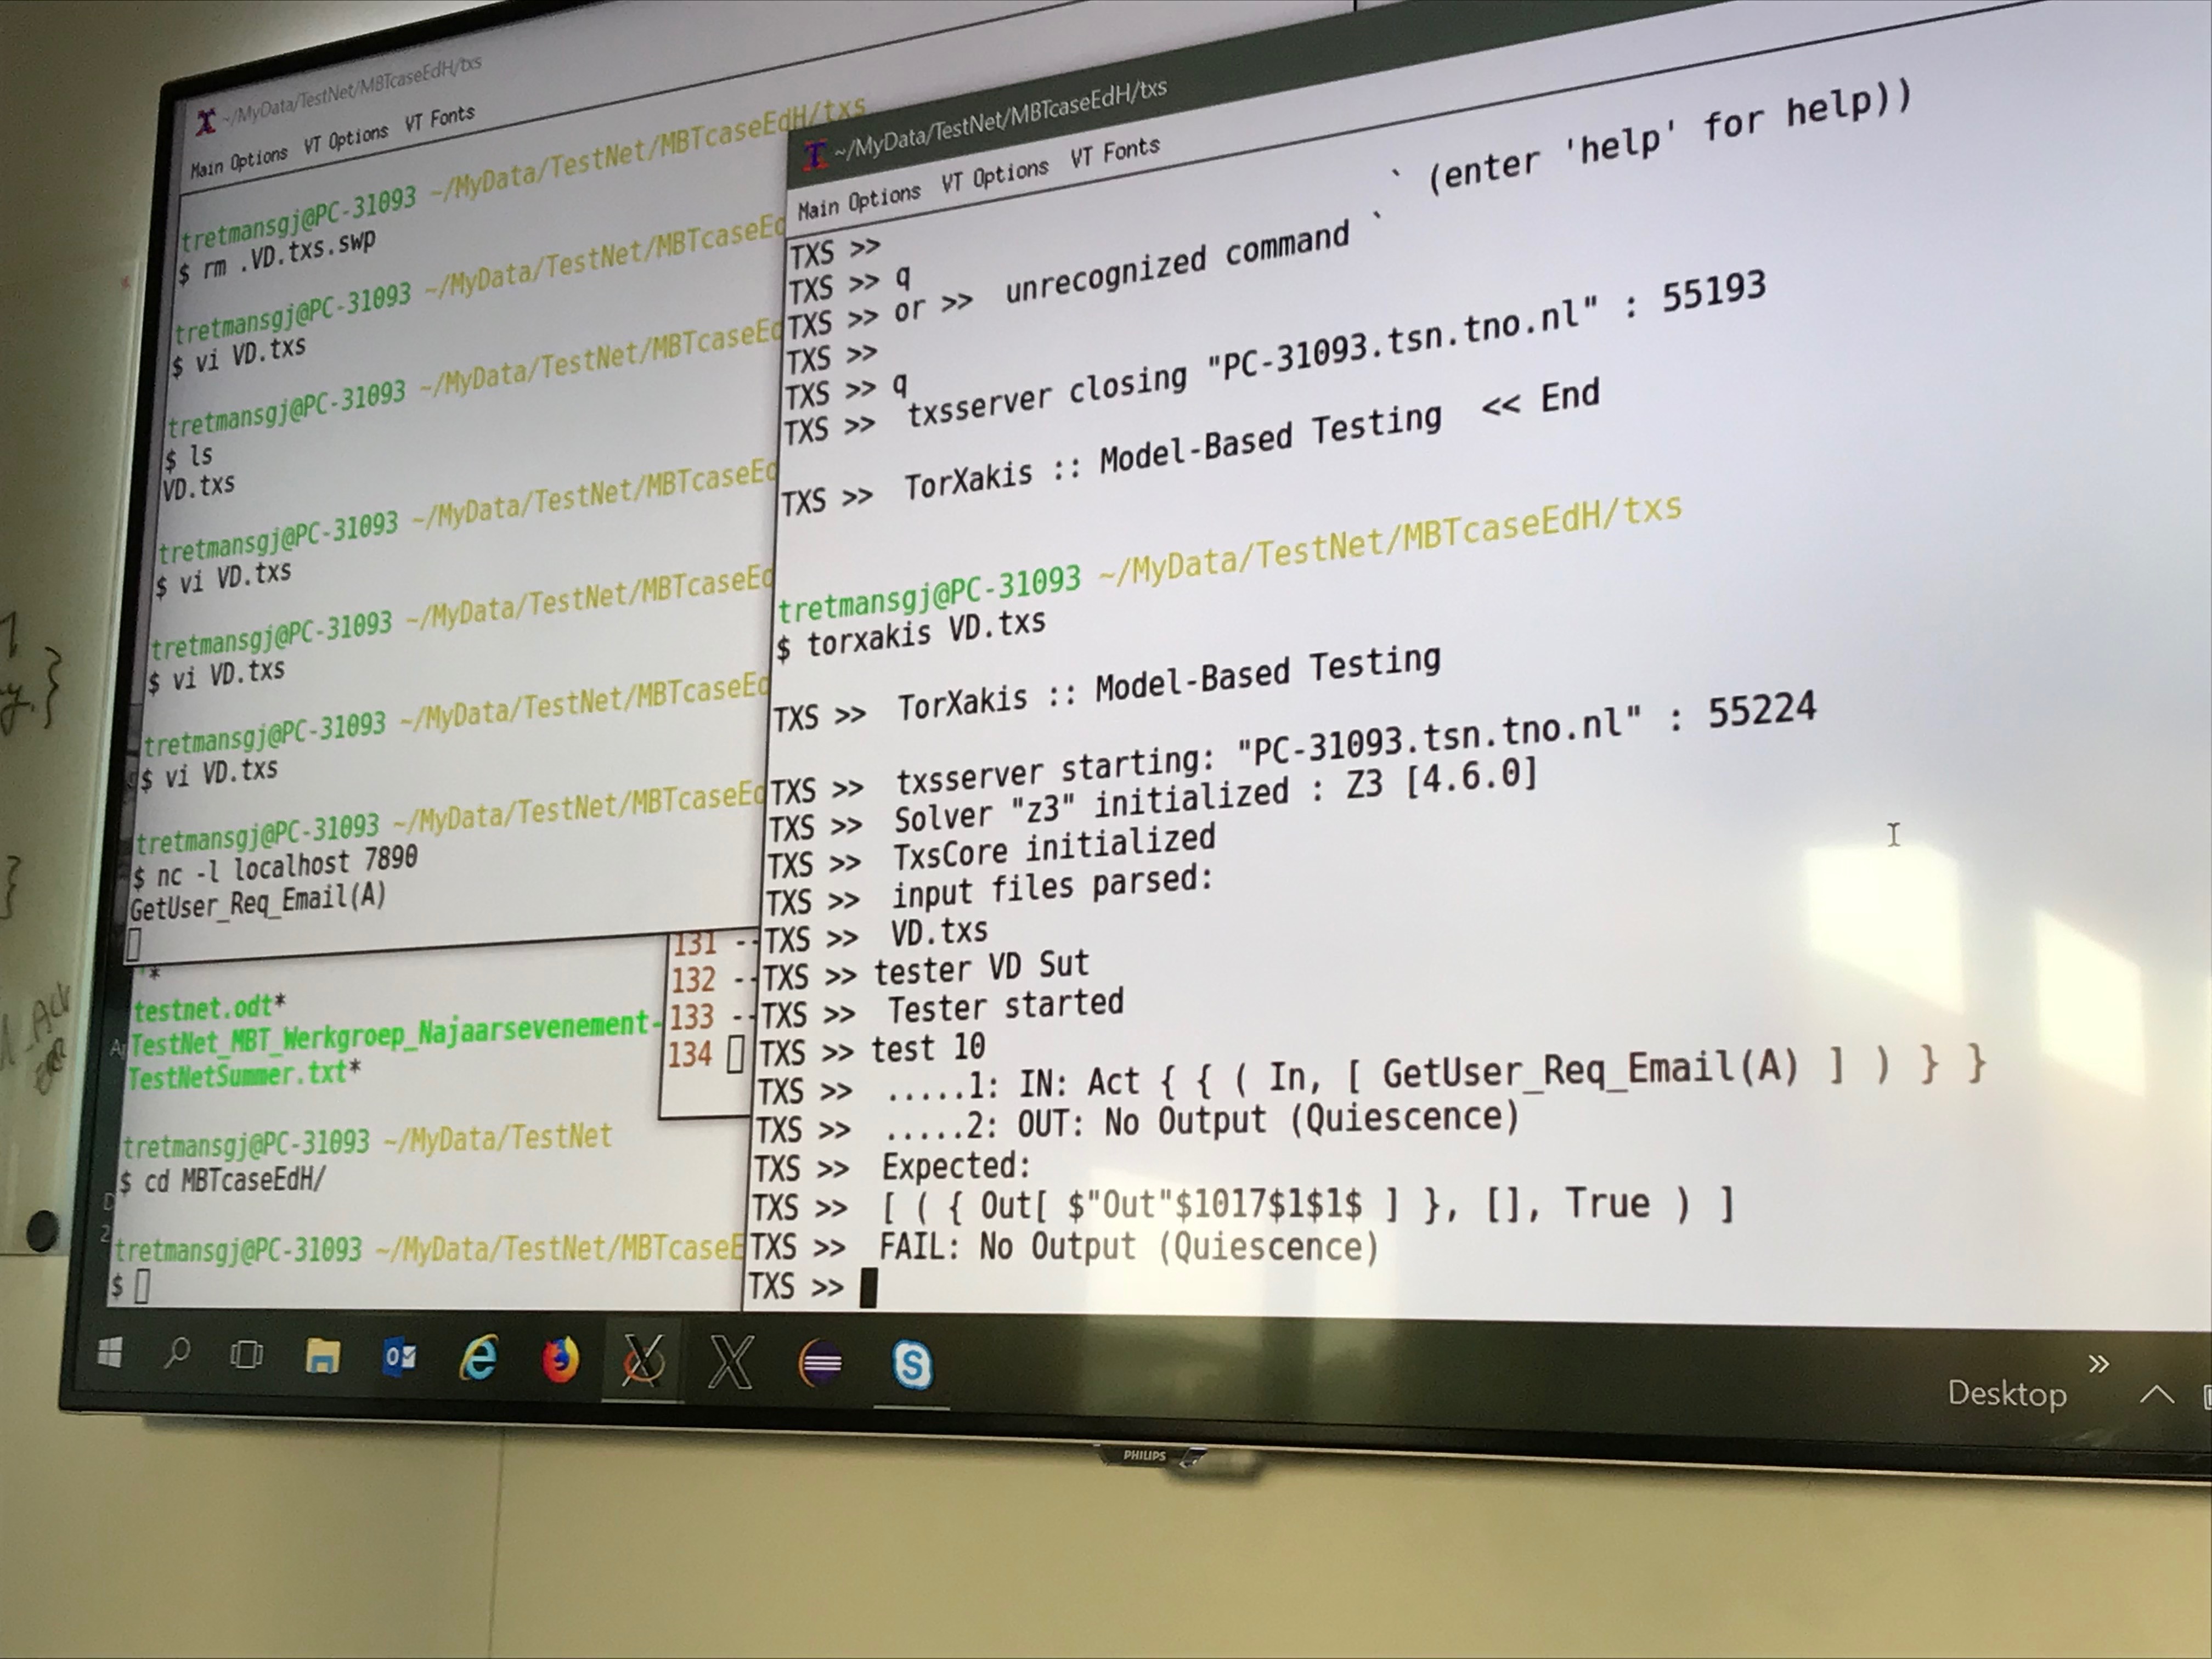 ~/MyData/TestNet/MBTcaseEdH/txs
Main Options VT Options VT Fonts
tretmansgj@PC-31093 ~/MyData/TestNet/MBTcaseEdH/txs
$ rm .VD.txs.swp
tretmansgj@PC-31093 ~/MyData/TestNet/MBTcaseEd
$ vi VD.txs
tretmansgj@PC-31093 ~/MyData/TestNet/MBTcaseEd
$ ls
VD.txs
tretmansgj@PC-31093 ~/MyData/TestNet/MBTcaseEd
$ vi VD.txs
tretmansgj@PC-31093 ~/MyData/TestNet/MBTcaseEd
$ vi VD.txs
tretmansgj@PC-31093 ~/MyData/TestNet/MBTcaseEd
$ vi VD.txs
tretmansgj@PC-31093 ~/MyData/TestNet/MBTcaseEd
$ nc -l localhost 7890
GetUser_Req_Email(A)
*
testnet.odt*
TestNet_MBT_Werkgroep_Najaarsevenement-
TestNetSummer.txt*
tretmansgj@PC-31093 ~/MyData/TestNet
$ cd MBTcaseEdH/
tretmansgj@PC-31093 ~/MyData/TestNet/MBTcaseE
$
131 --
132 --
133 --
134
~/MyData/TestNet/MBTcaseEdH/txs
Main Options VT Options VT Fonts
TXS >>
TXS >> q
TXS >> or >> unrecognized command ` ` (enter 'help' for help))
TXS >>
TXS >> q
TXS >> txsserver closing "PC-31093.tsn.tno.nl" : 55193
TXS >> TorXakis :: Model-Based Testing << End
tretmansgj@PC-31093 ~/MyData/TestNet/MBTcaseEdH/txs
$ torxakis VD.txs
TXS >> TorXakis :: Model-Based Testing
TXS >> txsserver starting: "PC-31093.tsn.tno.nl" : 55224
TXS >> Solver "z3" initialized : Z3 [4.6.0]
TXS >> TxsCore initialized
TXS >> input files parsed:
TXS >> VD.txs
TXS >> tester VD Sut
TXS >> Tester started
TXS >> test 10
TXS >> .....1: IN: Act { { ( In, [ GetUser_Req_Email(A) ] ) } }
TXS >> .....2: OUT: No Output (Quiescence)
TXS >> Expected:
TXS >> [ ( { Out[ $"Out"$1017$1$1$ ] }, [], True ) ]
TXS >> FAIL: No Output (Quiescence)
TXS >>
Desktop
PHILIPS